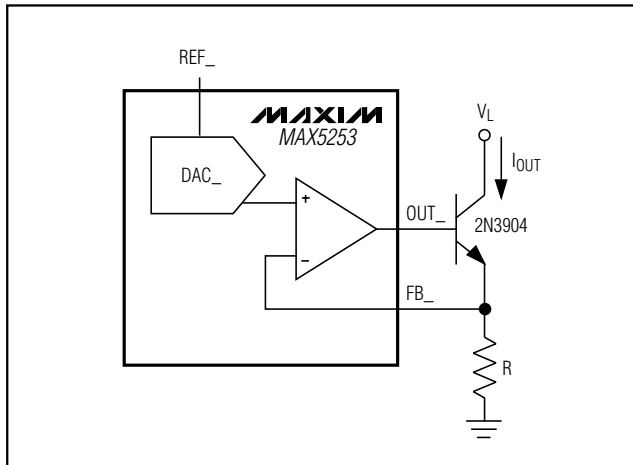 REF_
MAXIM
MAX5253
DAC_
+
−
OUT_
FB_
VL
IOUT
2N3904
R